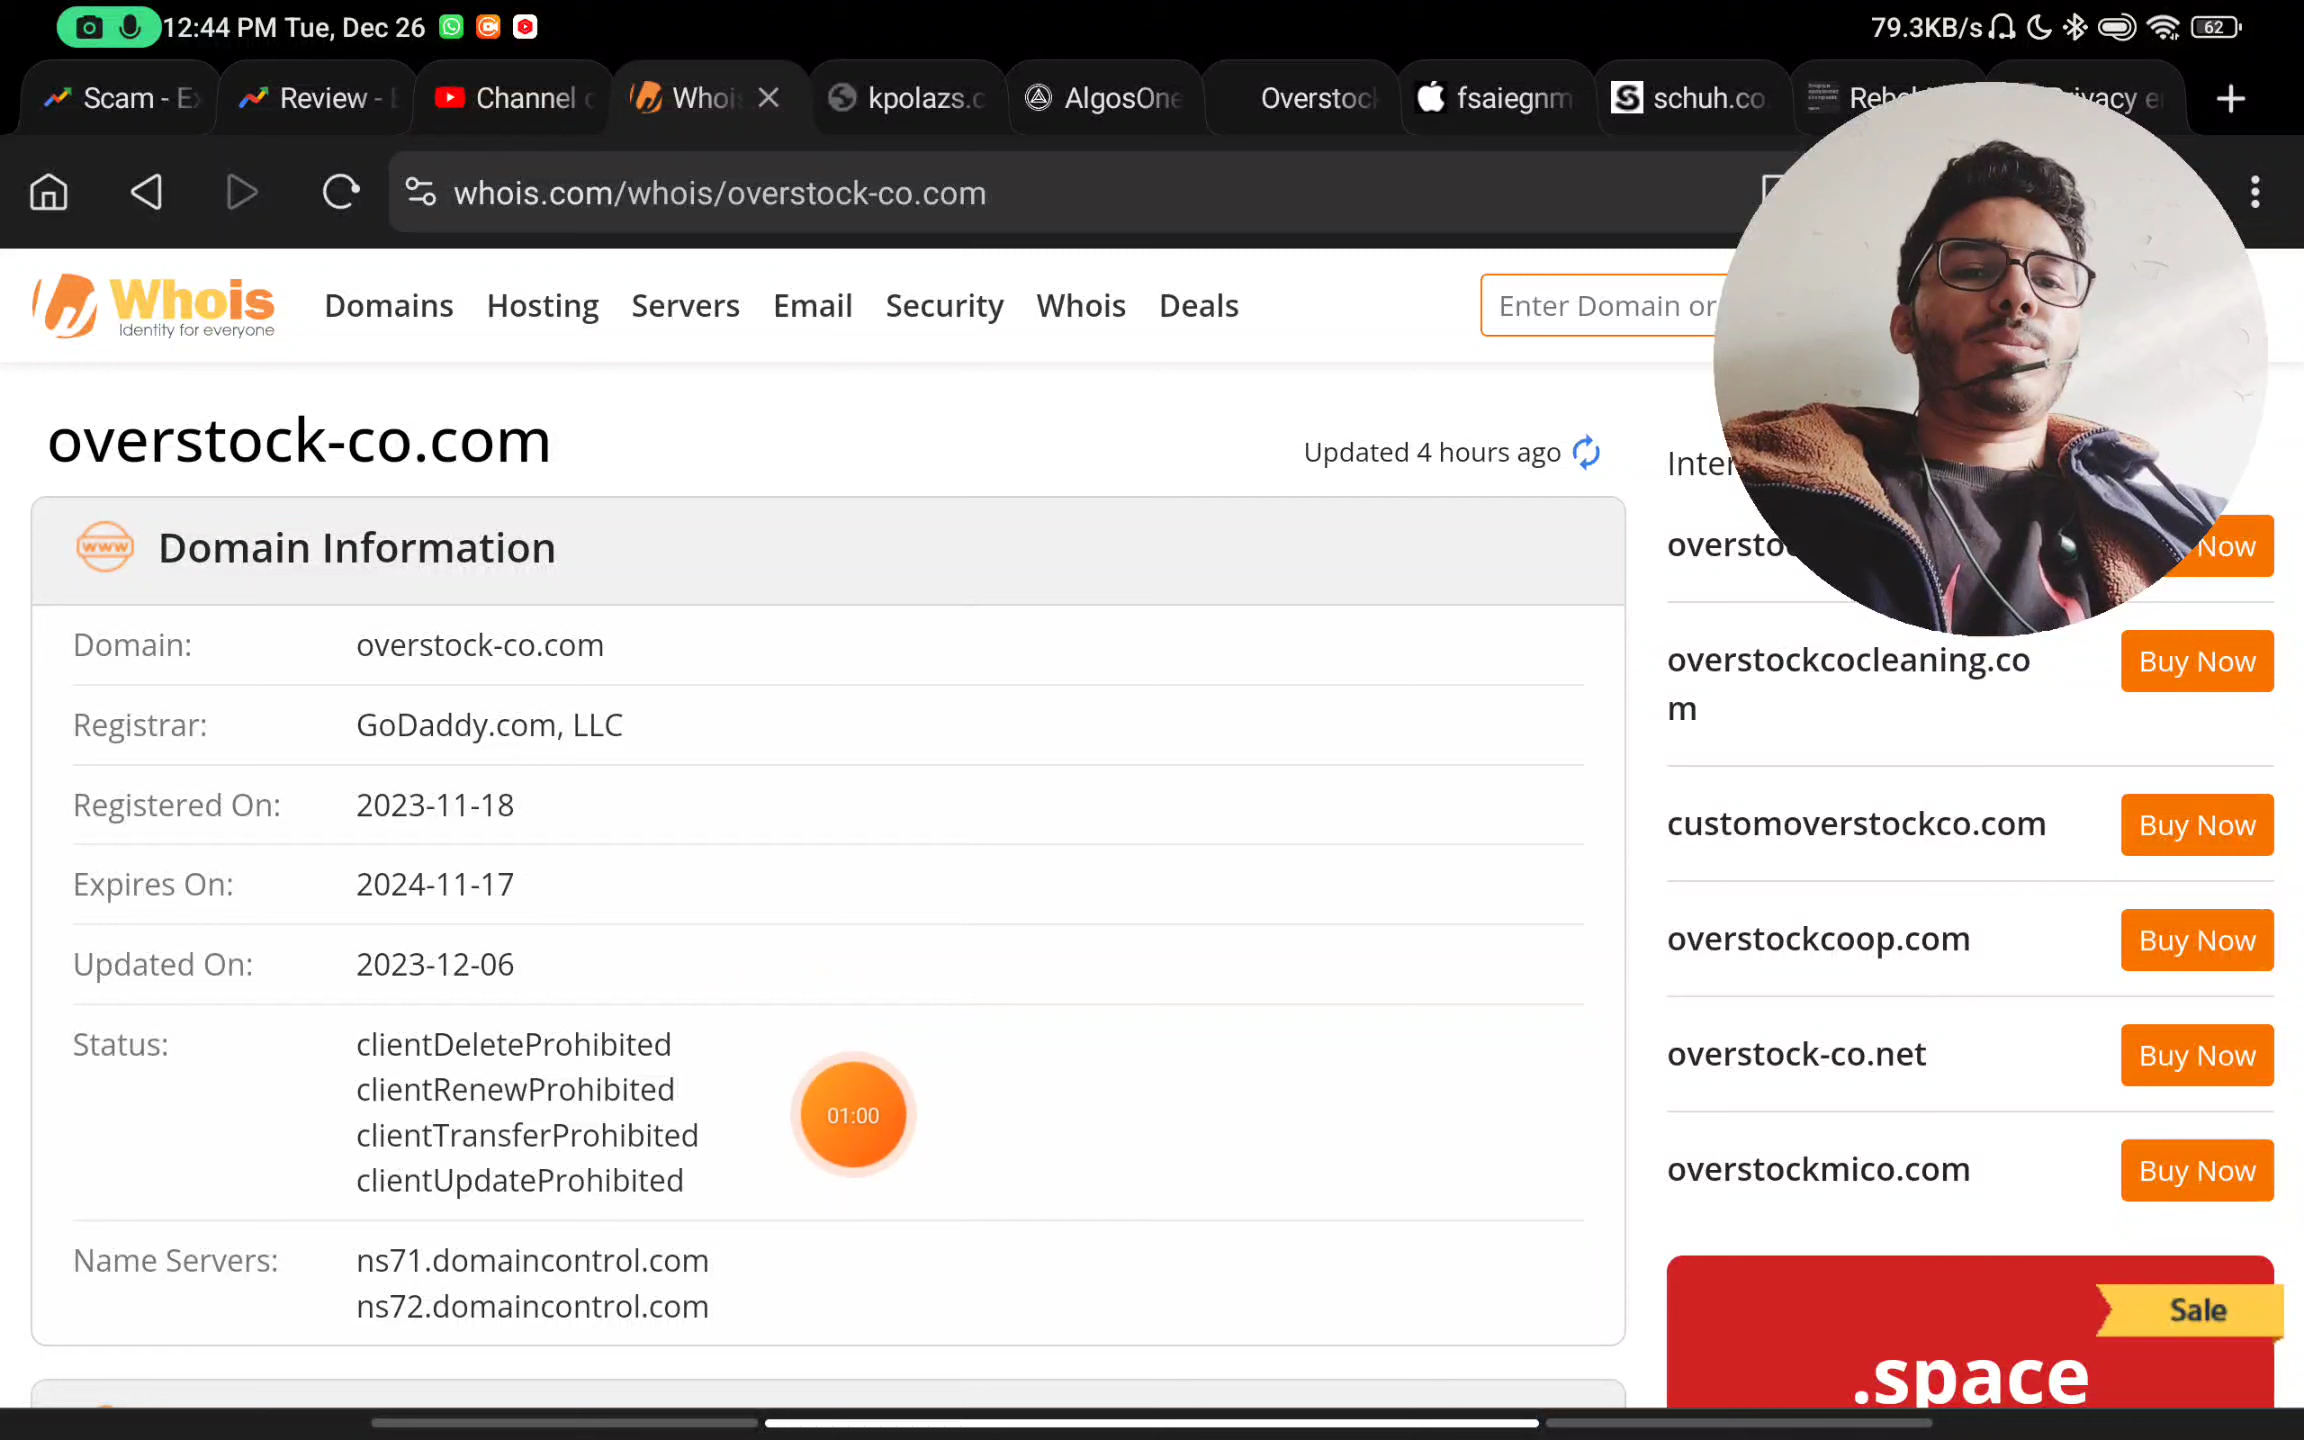 12:44 PM Tue, Dec 26
79.3KB/s
62
Scam - Ex
Review -
Channel
Whois
kpolazs.c
AlgosOne
Overstoc
fsaiegnm
schuh.co
ivacy e
whois.com/whois/overstock-co.com
Whois
Identity for everyone
Domains
Hosting
Servers
Email
Security
Whois
Deals
Enter Domain or
overstock-co.com
Updated 4 hours ago
Domain Information
Domain:
overstock-co.com
Registrar:
GoDaddy.com, LLC
Registered On:
2023-11-18
Expires On:
2024-11-17
Updated On:
2023-12-06
Status:
clientDeleteProhibited
clientRenewProhibited
clientTransferProhibited
clientUpdateProhibited
01:00
Name Servers:
ns71.domaincontrol.com
ns72.domaincontrol.com
Now
overstockcocleaning.co
m
Buy Now
customoverstockco.com
Buy Now
overstockcoop.com
Buy Now
overstock-co.net
Buy Now
overstockmico.com
Buy Now
Sale
.space